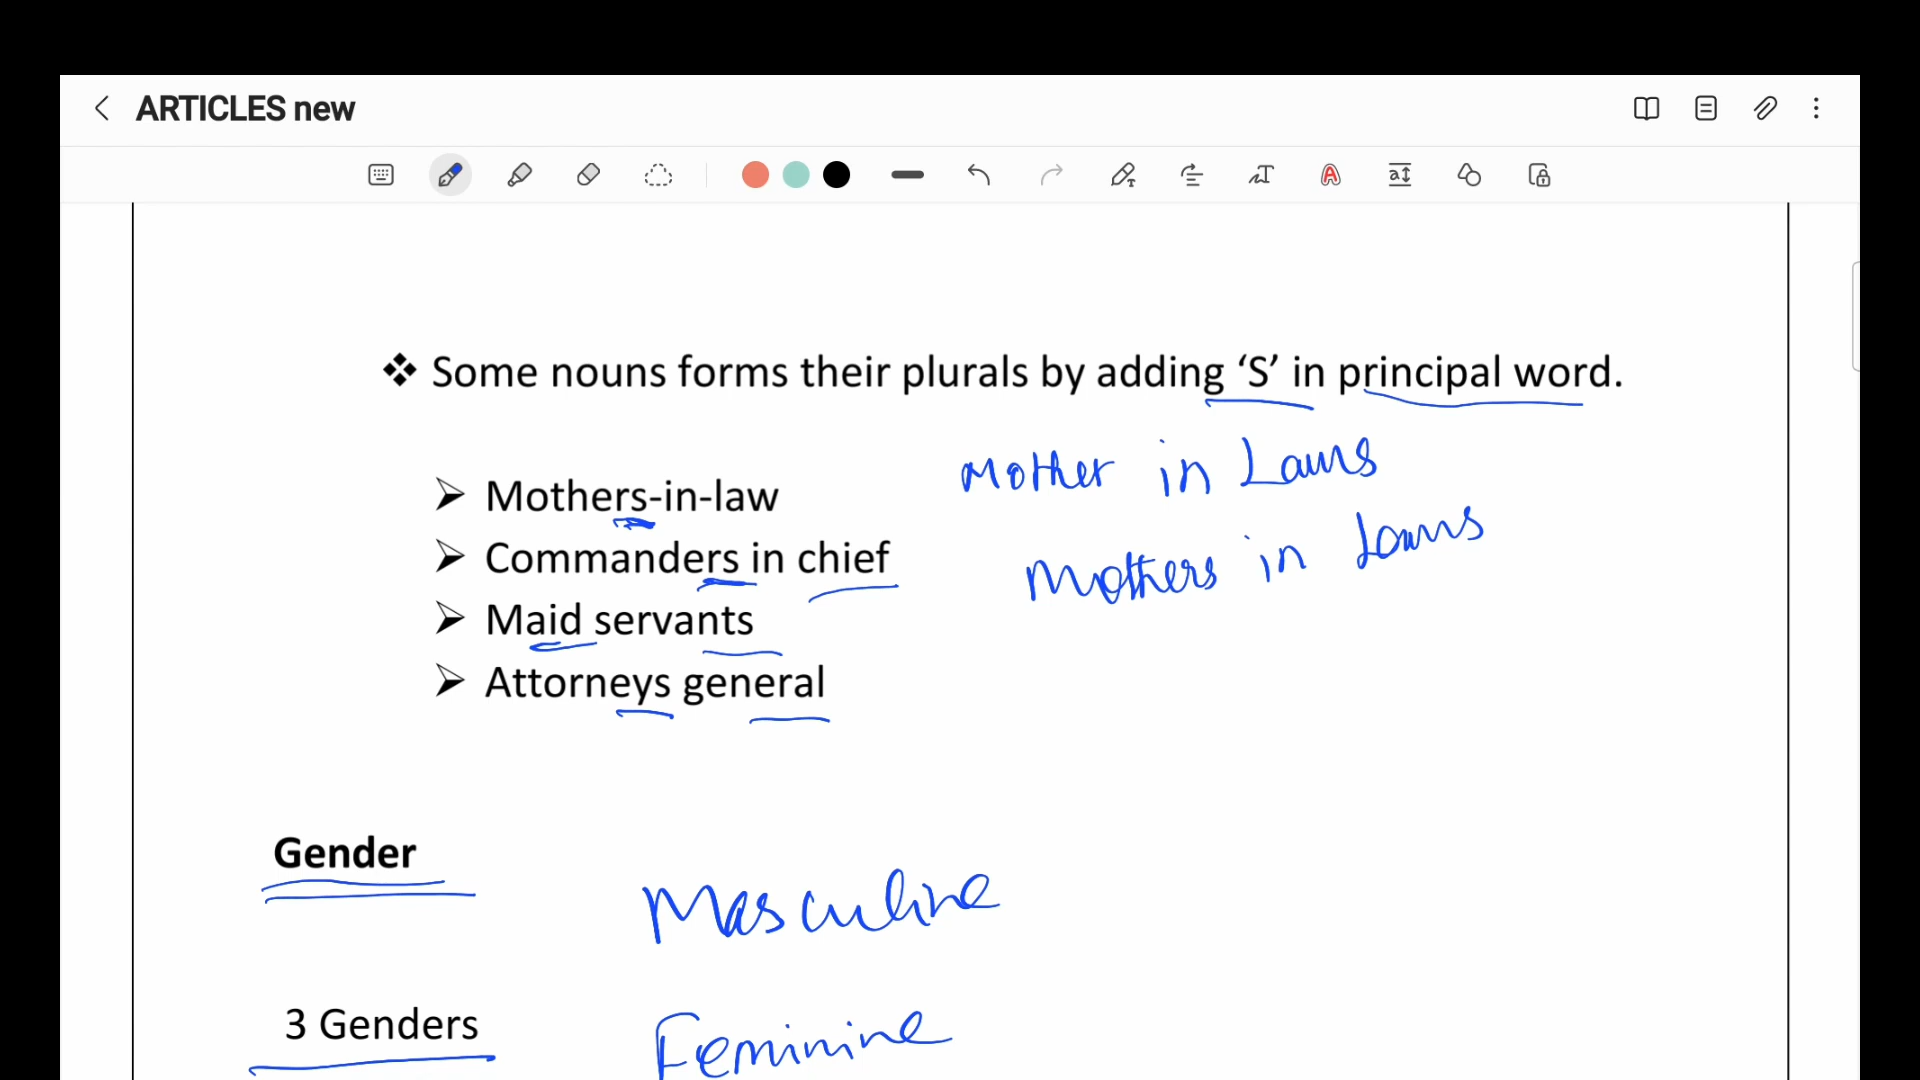 ARTICLES new
❖ Some nouns forms their plurals by adding ‘S’ in principal word.
Mother in Laws
➤ Mothers-in-law
Mothers in Laws
➤ Commanders in chief
➤ Maid servants
➤ Attorneys general
Gender
Masculine
3 Genders
Feminine